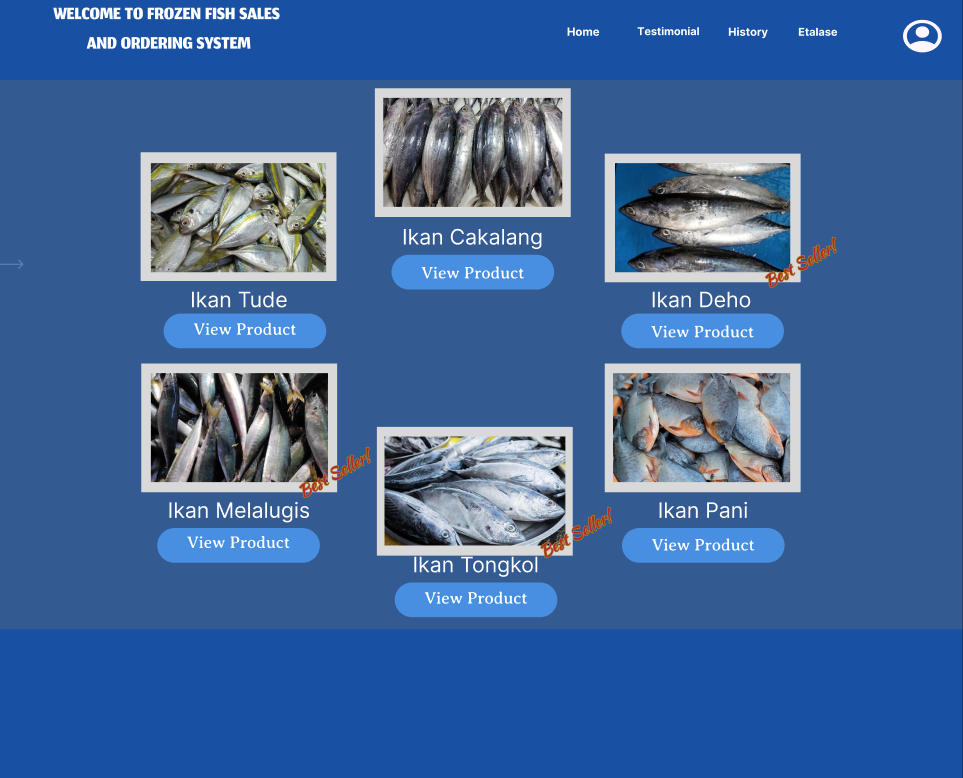 WELCOME TO FROZEN FISH SALES
AND ORDERING SYSTEM
Home
Testimonial
History
Etalase
Ikan Cakalang
View Product
Ikan Tude
View Product
Best Seller!
Ikan Deho
View Product
Best Seller!
Ikan Melalugis
View Product
Best Seller!
Ikan Tongkol
View Product
Ikan Pani
View Product